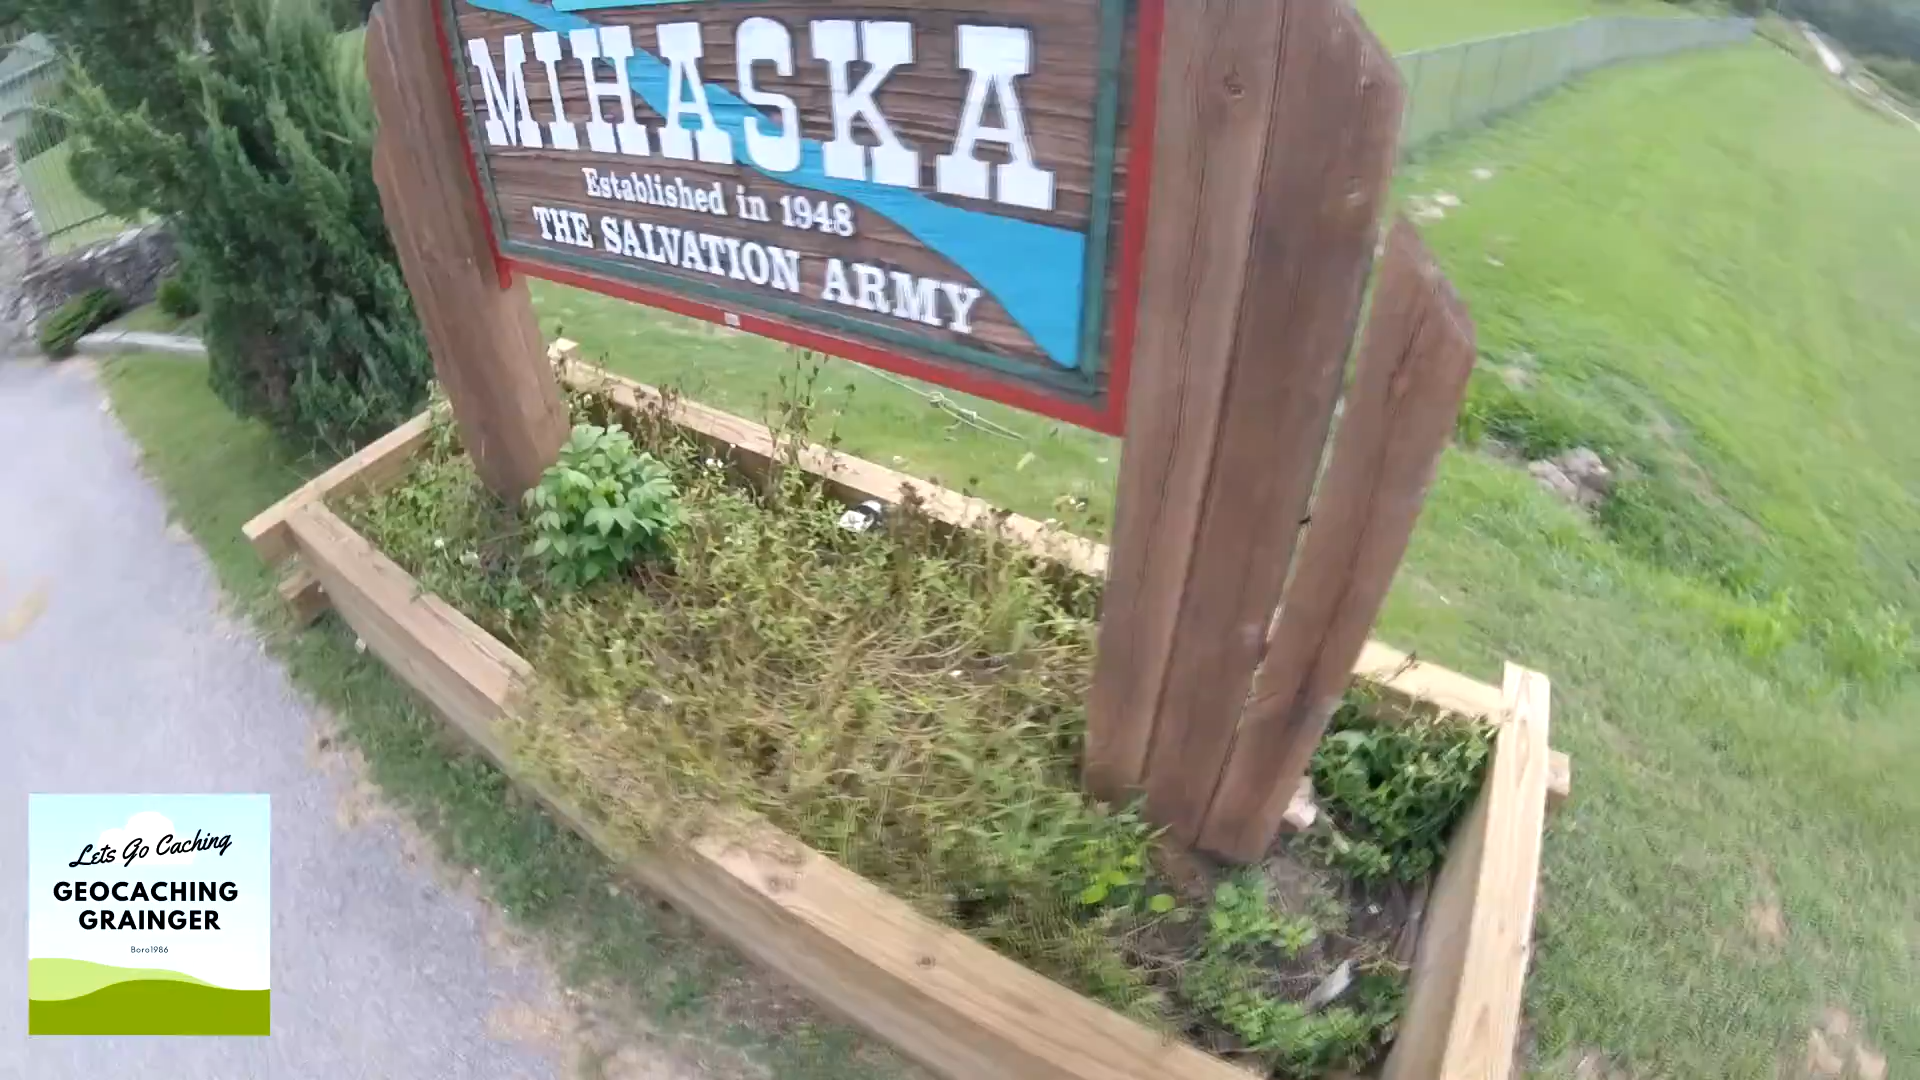 MIHASKA
Established in 1948
THE SALVATION ARMY
Lets Go Caching
GEOCACHING
GRAINGER
Boro1986